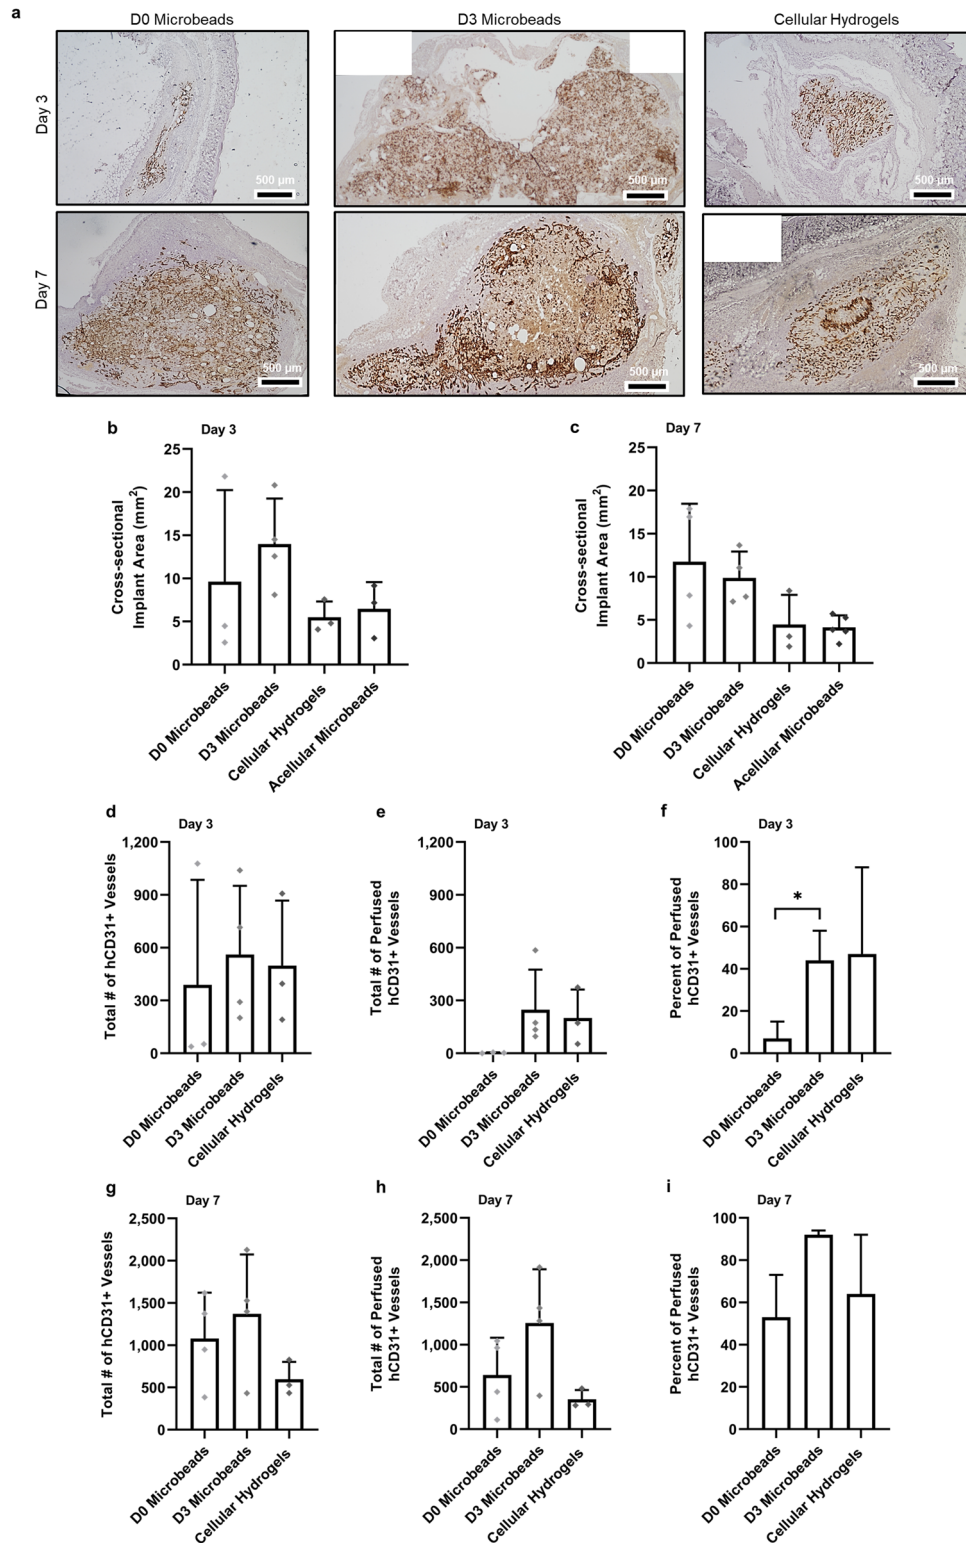 a
D0 Microbeads
D3 Microbeads
Cellular Hydrogels
Day 3
500 µm
500 µm
500 µm
Day 7
500 µm
500 µm
500 µm
b
Day 3
Cross-sectional
Implant Area (mm²)
25
20
15
10
5
0
D0 Microbeads
D3 Microbeads
Cellular Hydrogels
Acellular Microbeads
c
Day 7
Cross-sectional
Implant Area (mm²)
25
20
15
10
5
0
D0 Microbeads
D3 Microbeads
Cellular Hydrogels
Acellular Microbeads
d
Day 3
Total # of hCD31+ Vessels
1,200
900
600
300
0
D0 Microbeads
D3 Microbeads
Cellular Hydrogels
e
Day 3
Total # of Perfused
hCD31+ Vessels
1,200
900
600
300
0
D0 Microbeads
D3 Microbeads
Cellular Hydrogels
f
Day 3
Percent of Perfused
hCD31+ Vessels
100
80
60
40
20
0
*
D0 Microbeads
D3 Microbeads
Cellular Hydrogels
g
Day 7
Total # of hCD31+ Vessels
2,500
2,000
1,500
1,000
500
0
D0 Microbeads
D3 Microbeads
Cellular Hydrogels
h
Day 7
Total # of Perfused
hCD31+ Vessels
2,500
2,000
1,500
1,000
500
0
D0 Microbeads
D3 Microbeads
Cellular Hydrogels
i
Day 7
Percent of Perfused
hCD31+ Vessels
100
80
60
40
20
0
D0 Microbeads
D3 Microbeads
Cellular Hydrogels